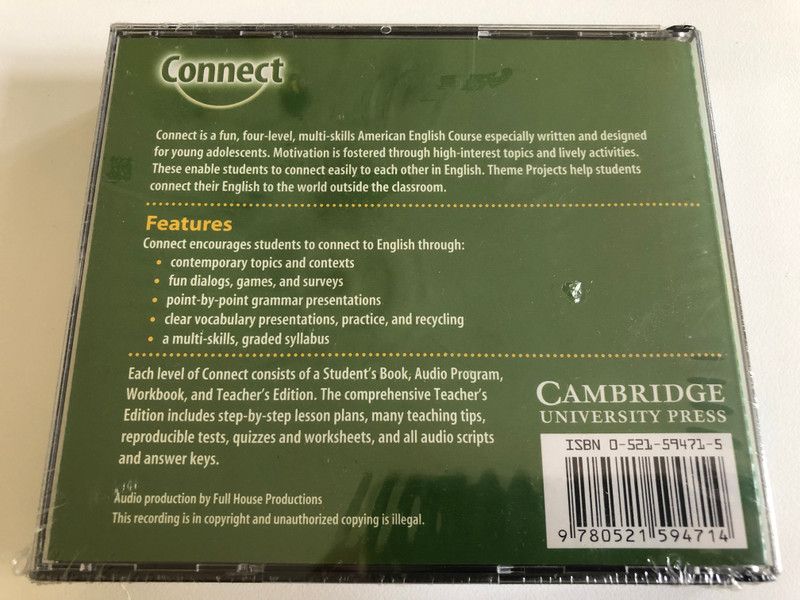 Connect
Connect is a fun, four-level, multi-skills American English Course especially written and designed
for young adolescents. Motivation is fostered through high-interest topics and lively activities.
These enable students to connect easily to each other in English. Theme Projects help students
connect their English to the world outside the classroom.
Features
Connect encourages students to connect to English through:
• contemporary topics and contexts
• fun dialogs, games, and surveys
• point-by-point grammar presentations
• clear vocabulary presentations, practice, and recycling
• a multi-skills, graded syllabus
Each level of Connect consists of a Student's Book, Audio Program,
Workbook, and Teacher's Edition. The comprehensive Teacher's
Edition includes step-by-step lesson plans, many teaching tips,
reproducible tests, quizzes and worksheets, and all audio scripts
and answer keys.
Audio production by Full House Productions
This recording is in copyright and unauthorized copying is illegal.
CAMBRIDGE
UNIVERSITY PRESS
ISBN 0-521-59471-5
9 780521 594714